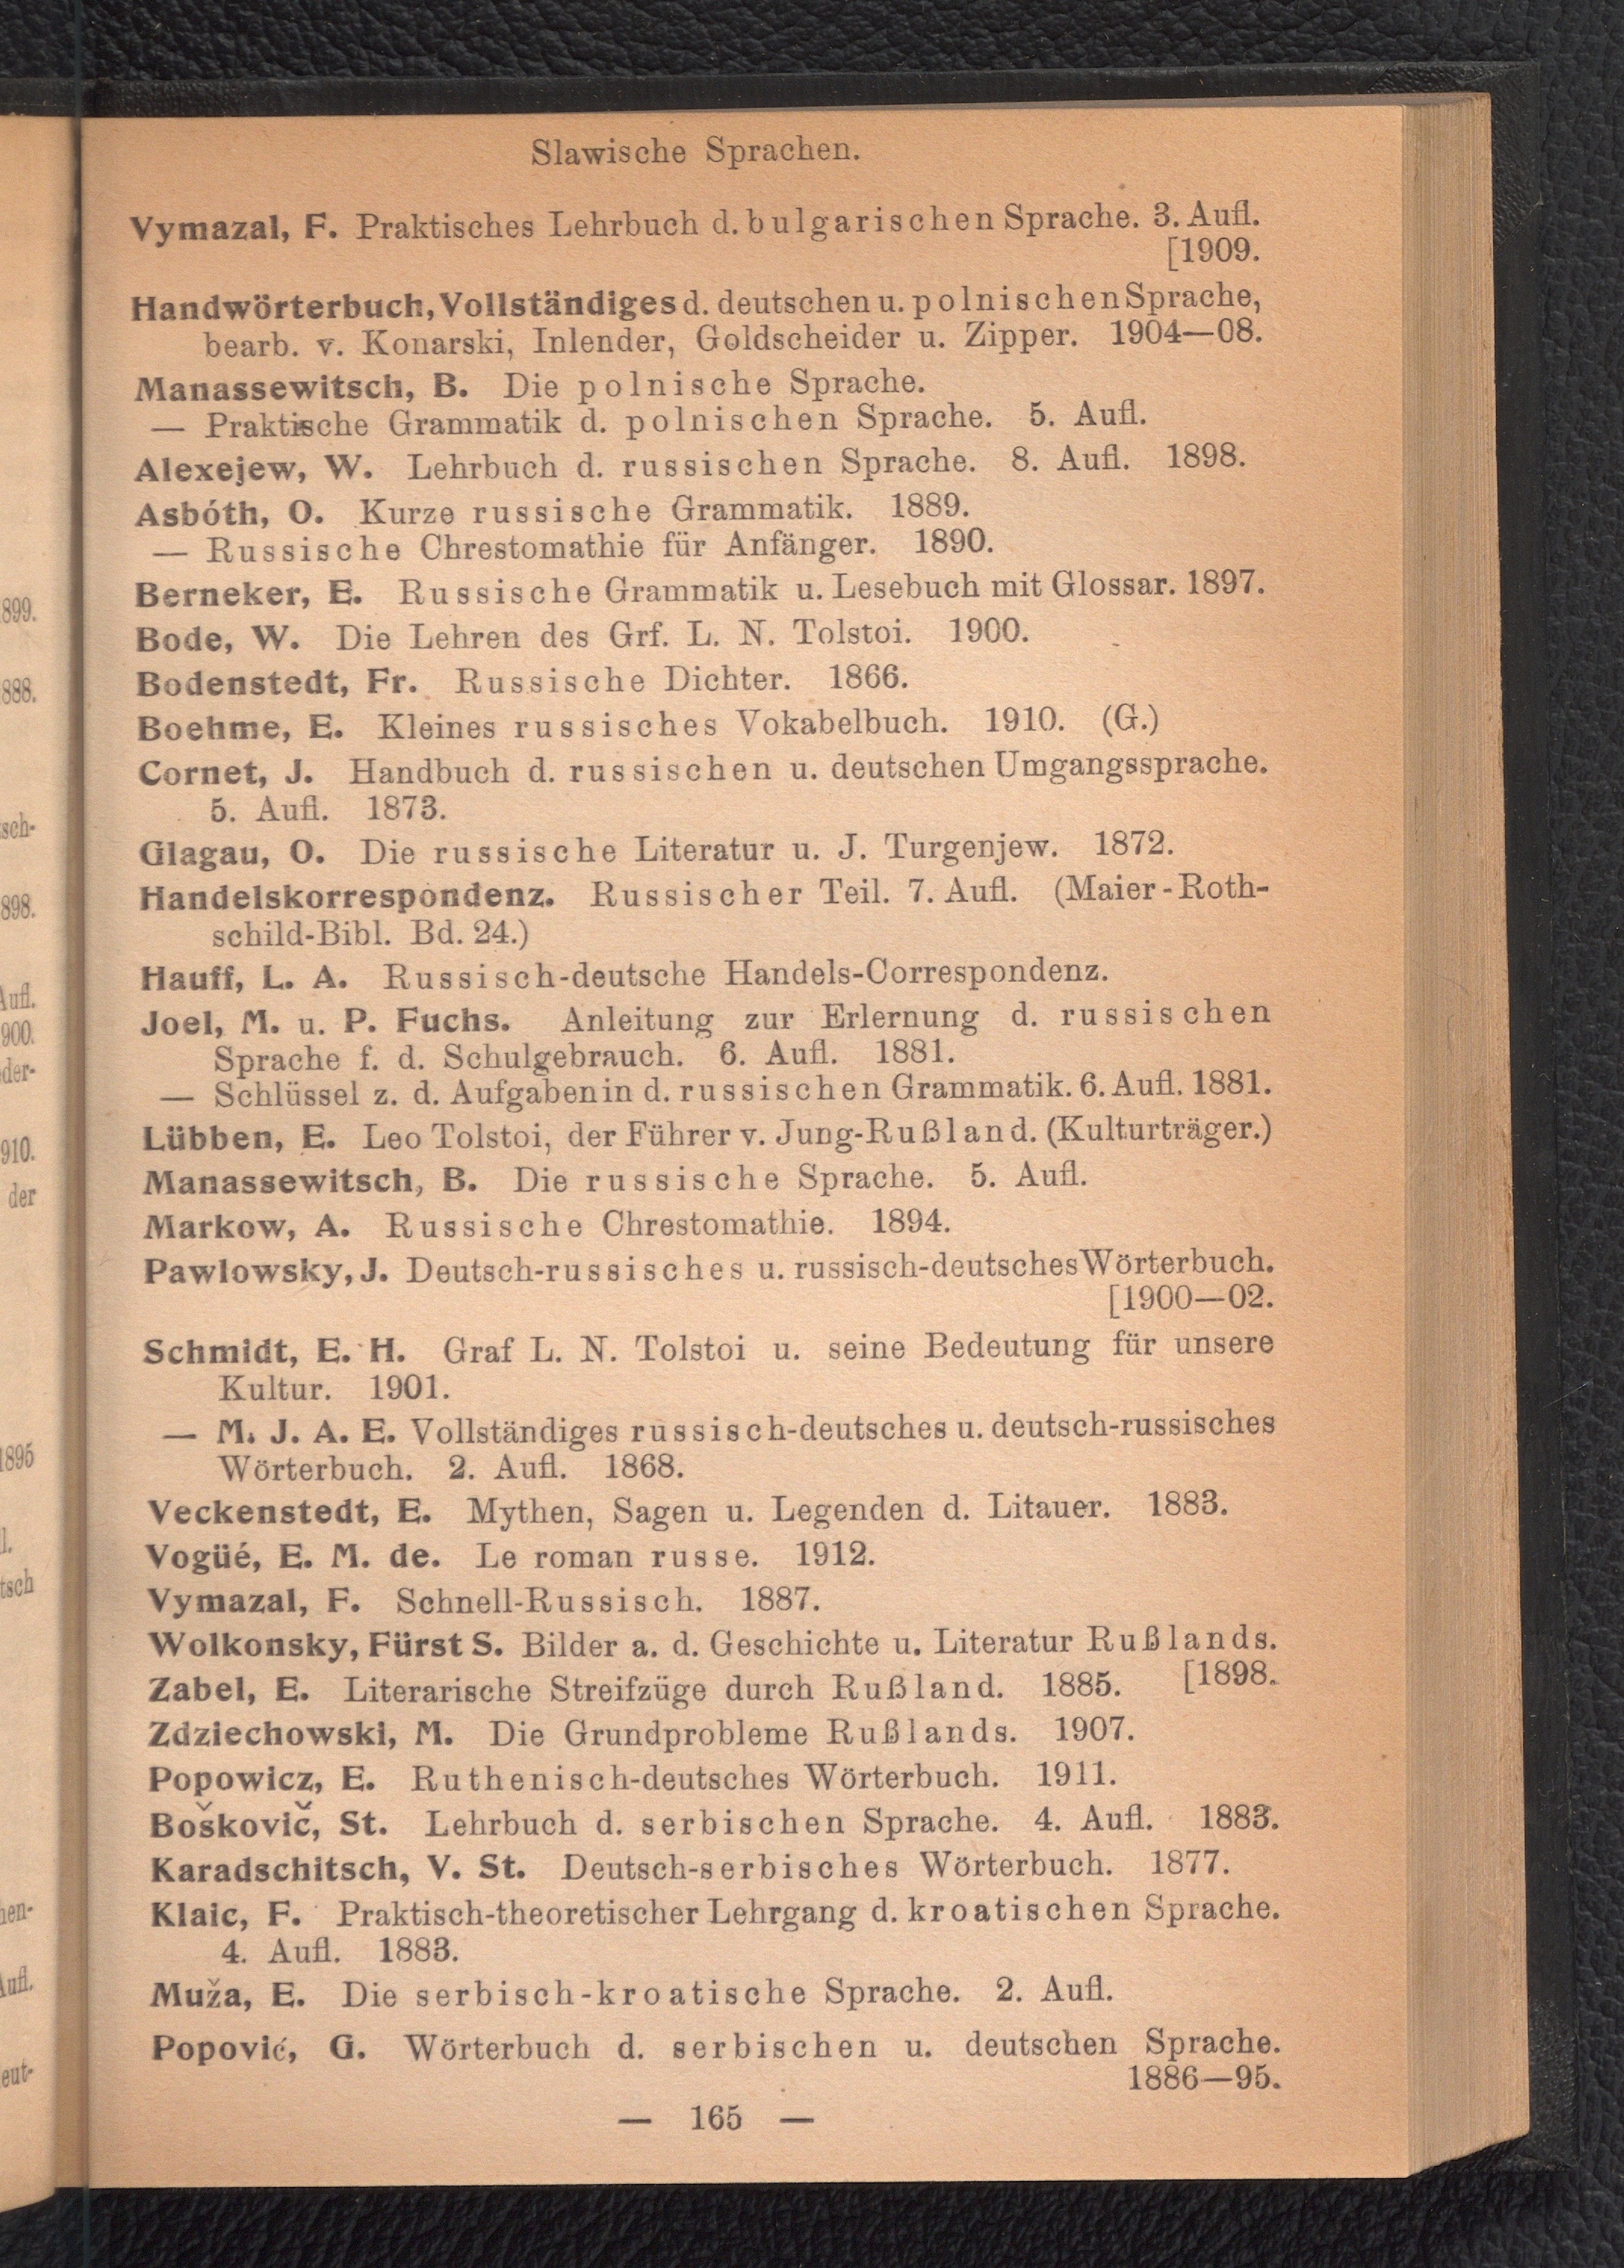 Slawische Sprachen.
Vymazal, F. Praktisches Lehrbuch d. bulgarischen Sprache. 3. Aufl.
[1909.
Handwörterbuch, Vollständiges d. deutschen u. polnischen Sprache,
bearb. v. Konarski, Inlender, Goldscheider u. Zipper. 1904—08.
Manassewitsch, B. Die polnische Sprache.
— Praktische Grammatik d. polnischen Sprache. 5. Aufl.
Alexejew, W. Lehrbuch d. russischen Sprache. 8. Aufl. 1898.
Asbóth, O. Kurze russische Grammatik. 1889.
— Russische Chrestomathie für Anfänger. 1890.
Berneker, E. Russische Grammatik u. Lesebuch mit Glossar. 1897.
Bode, W. Die Lehren des Grf. L. N. Tolstoi. 1900.
Bodenstedt, Fr. Russische Dichter. 1866.
Boehme, E. Kleines russisches Vokabelbuch. 1910. (G.)
Cornet, J. Handbuch d. russischen u. deutschen Umgangssprache.
5. Aufl. 1873.
Glagau, O. Die russische Literatur u. J. Turgenjew. 1872.
Handelskorrespondenz. Russischer Teil. 7. Aufl. (Maier-Roth-
schild-Bibl. Bd. 24.)
Hauff, L. A. Russisch-deutsche Handels-Correspondenz.
Joel, M. u. P. Fuchs. Anleitung zur Erlernung d. russischen
Sprache f. d. Schulgebrauch. 6. Aufl. 1881.
— Schlüssel z. d. Aufgaben in d. russischen Grammatik. 6. Aufl. 1881.
Lübben, E. Leo Tolstoi, der Führer v. Jung-Rußland. (Kulturträger.)
Manassewitsch, B. Die russische Sprache. 5. Aufl.
Markow, A. Russische Chrestomathie. 1894.
Pawlowsky, J. Deutsch-russisches u. russisch-deutsches Wörterbuch.
[1900—02.
Schmidt, E. H. Graf L. N. Tolstoi u. seine Bedeutung für unsere
Kultur. 1901.
— M. J. A. E. Vollständiges russisch-deutsches u. deutsch-russisches
Wörterbuch. 2. Aufl. 1868.
Veckenstedt, E. Mythen, Sagen u. Legenden d. Litauer. 1883.
Vogüé, E. M. de. Le roman russe. 1912.
Vymazal, F. Schnell-Russisch. 1887.
Wolkonsky, Fürst S. Bilder a. d. Geschichte u. Literatur Rußlands.
Zabel, E. Literarische Streifzüge durch Rußland. 1885. [1898.
Zdziechowski, M. Die Grundprobleme Rußlands. 1907.
Popowicz, E. Ruthenisch-deutsches Wörterbuch. 1911.
Boškovič, St. Lehrbuch d. serbischen Sprache. 4. Aufl. 1883.
Karadschitsch, V. St. Deutsch-serbisches Wörterbuch. 1877.
Klaic, F. Praktisch-theoretischer Lehrgang d. kroatischen Sprache.
4. Aufl. 1883.
Muža, E. Die serbisch-kroatische Sprache. 2. Aufl.
Popović, G. Wörterbuch d. serbischen u. deutschen Sprache.
1886—95.
— 165 —